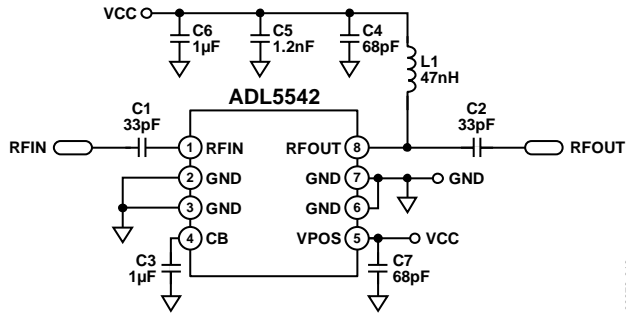 VCC
C6
1µF
C5
1.2nF
C4
68pF
L1
47nH
ADL5542
C1
33pF
C2
33pF
RFIN
1
RFIN
RFOUT
8
RFOUT
2
GND
GND
7
GND
3
GND
GND
6
4
CB
VPOS
5
VCC
C3
1µF
C7
68pF